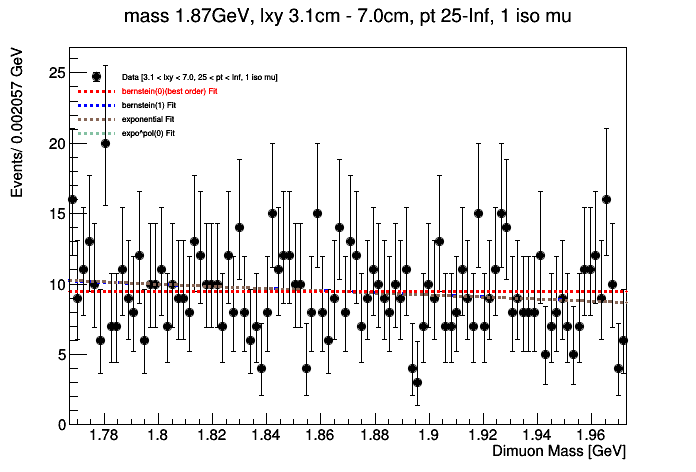 mass 1.87GeV, lxy 3.1cm - 7.0cm, pt 25-Inf, 1 iso mu
Events/ 0.002057 GeV
25
20
15
10
5
0
Data [3.1 < lxy < 7.0, 25 < pt < Inf, 1 iso mu]
bernstein(0)(best order) Fit
bernstein(1) Fit
exponential Fit
expo*pol(0) Fit
1.78 1.8 1.82 1.84 1.86 1.88 1.9 1.92 1.94 1.96
Dimuon Mass [GeV]